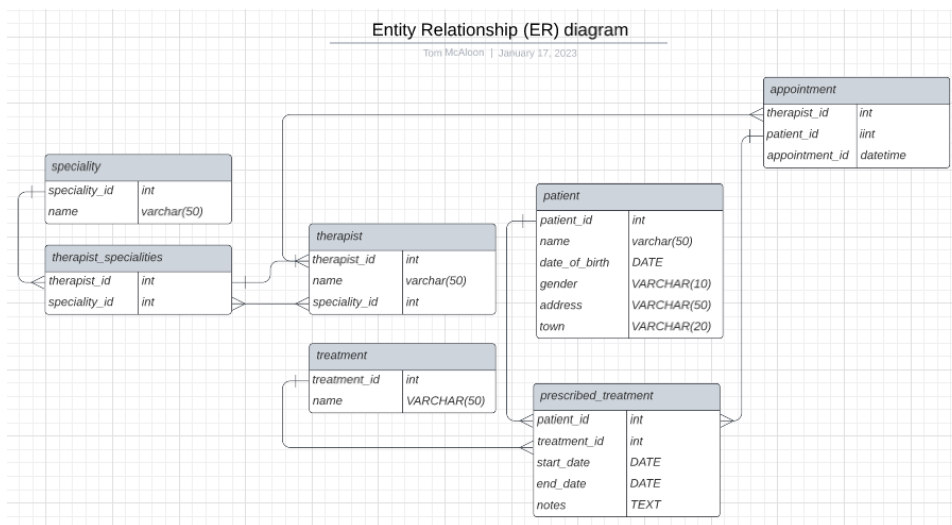 Entity Relationship (ER) diagram
Tom McAloon | January 17, 2023
appointment
therapist_id int
patient_id iint
appointment_id datetime
speciality
speciality_id int
name varchar(50)
therapist_specialities
therapist_id int
speciality_id int
therapist
therapist_id int
name varchar(50)
speciality_id int
patient
patient_id int
name varchar(50)
date_of_birth DATE
gender VARCHAR(10)
address VARCHAR(50)
town VARCHAR(20)
treatment
treatment_id int
name VARCHAR(50)
prescribed_treatment
patient_id int
treatment_id int
start_date DATE
end_date DATE
notes TEXT